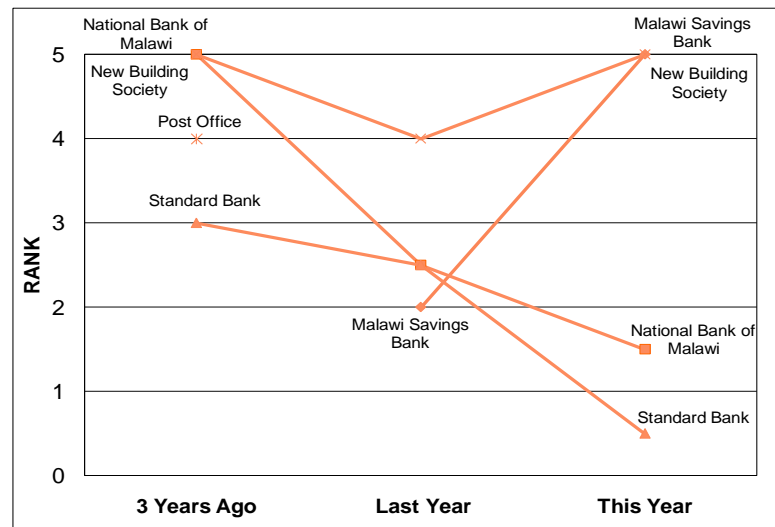 National Bank of
Malawi
New Building
Society
Post Office
Standard Bank
Malawi Savings
Bank
Malawi Savings
Bank
New Building
Society
National Bank of
Malawi
Standard Bank
RANK
5
4
3
2
1
0
3 Years Ago
Last Year
This Year